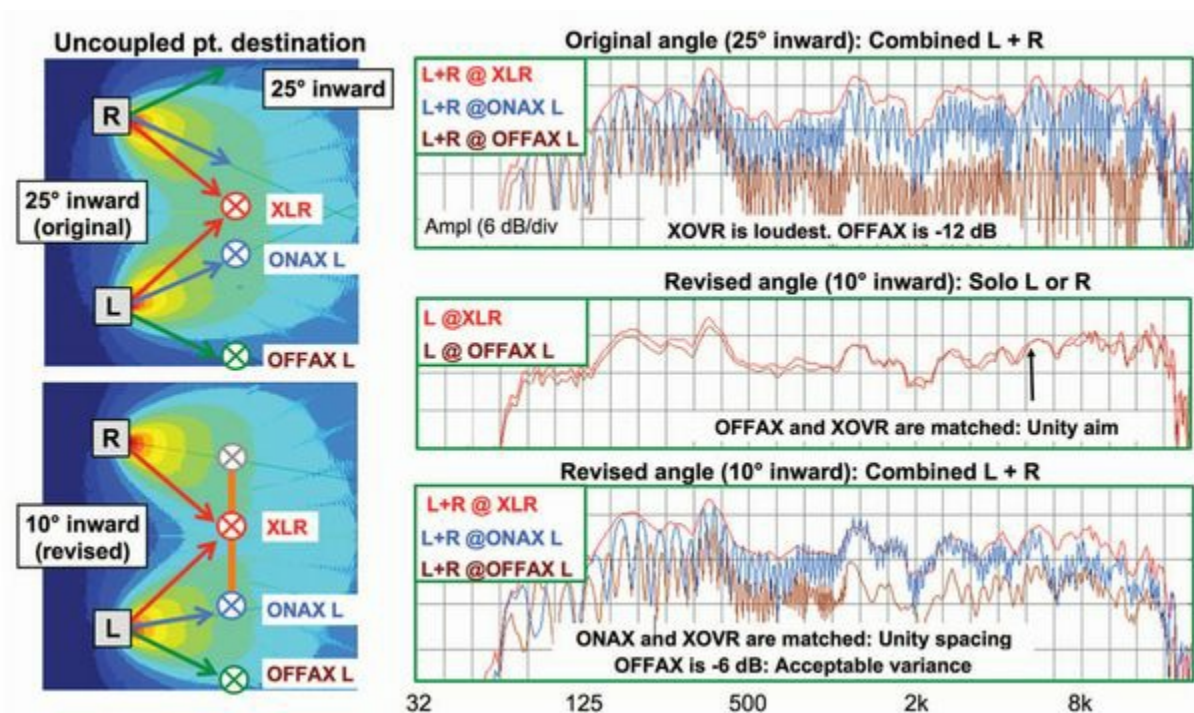 Uncoupled pt. destination
25° inward
R
25° inward
(original)
XLR
ONAX L
L
OFFAX L
R
10° inward
(revised)
XLR
ONAX L
L
OFFAX L
Original angle (25° inward): Combined L + R
L+R @ XLR
L+R @ONAX L
L+R @ OFFAX L
Ampl (6 dB/div
XOVR is loudest. OFFAX is -12 dB
Revised angle (10° inward): Solo L or R
L @XLR
L @ OFFAX L
OFFAX and XOVR are matched: Unity aim
Revised angle (10° inward): Combined L + R
L+R @ XLR
L+R @ONAX L
L+R @OFFAX L
ONAX and XOVR are matched: Unity spacing
OFFAX is -6 dB: Acceptable variance
32 125 500 2k 8k